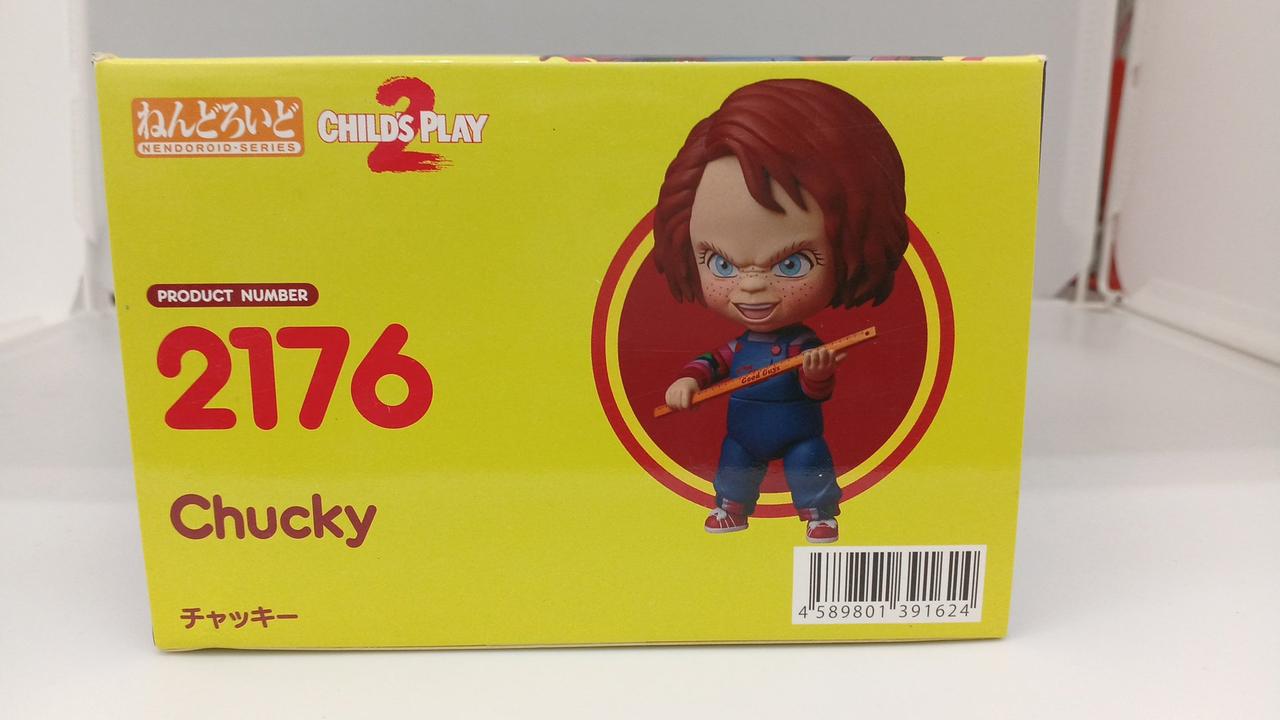 ねんどろいど
NENDOROID-SERIES
CHILD'S PLAY
2
PRODUCT NUMBER
2176
Chucky
チャッキー
Good Guys
4 589801 391624